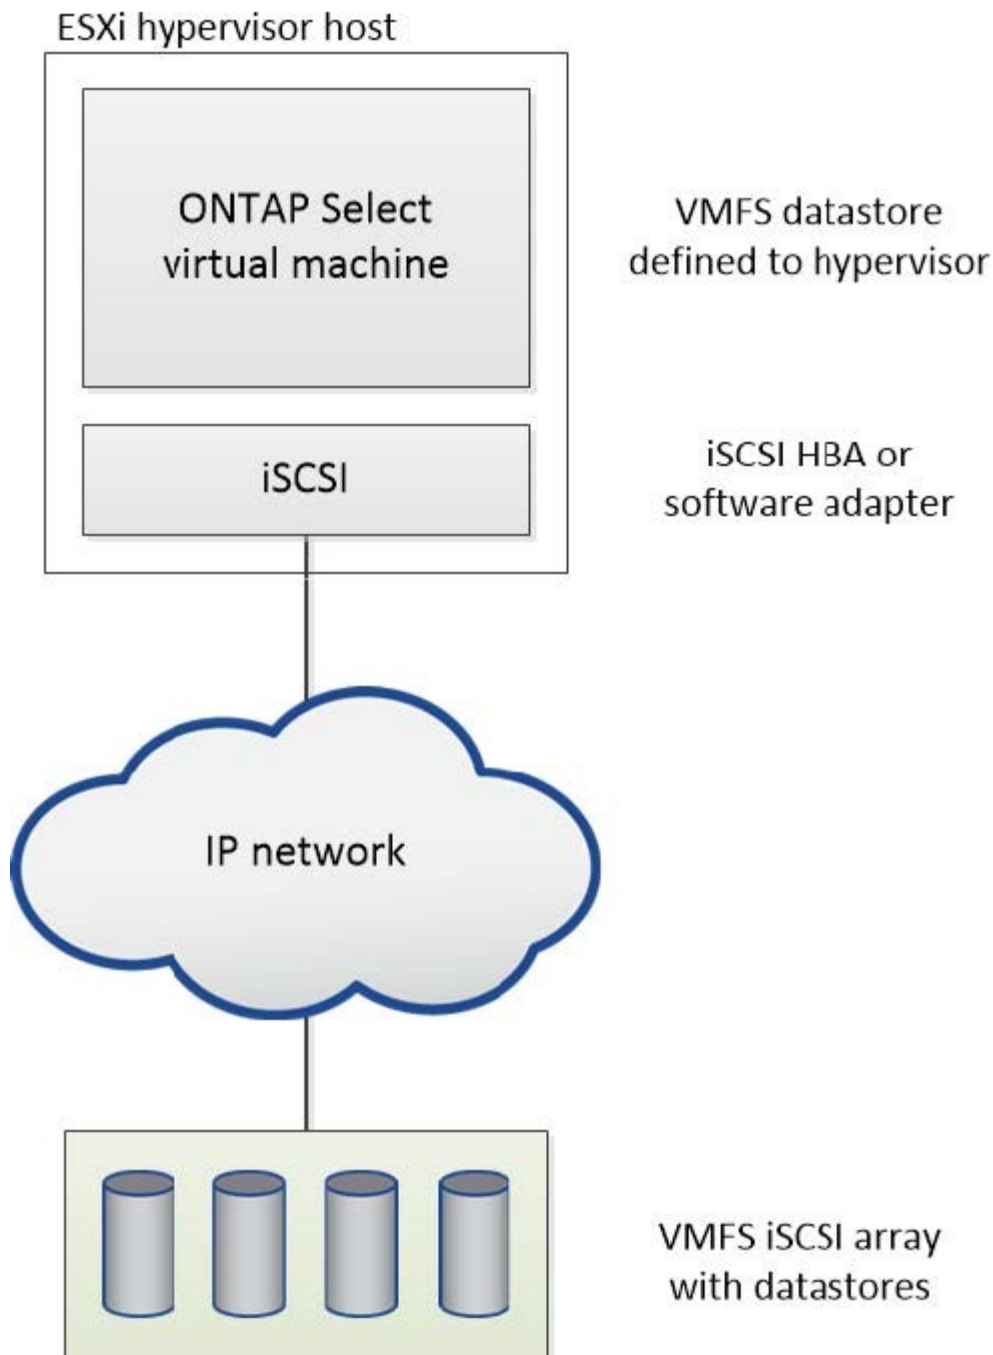 ESXi hypervisor host
ONTAP Select
virtual machine
VMFS datastore
defined to hypervisor
iSCSI
iSCSI HBA or
software adapter
IP network
VMFS iSCSI array
with datastores